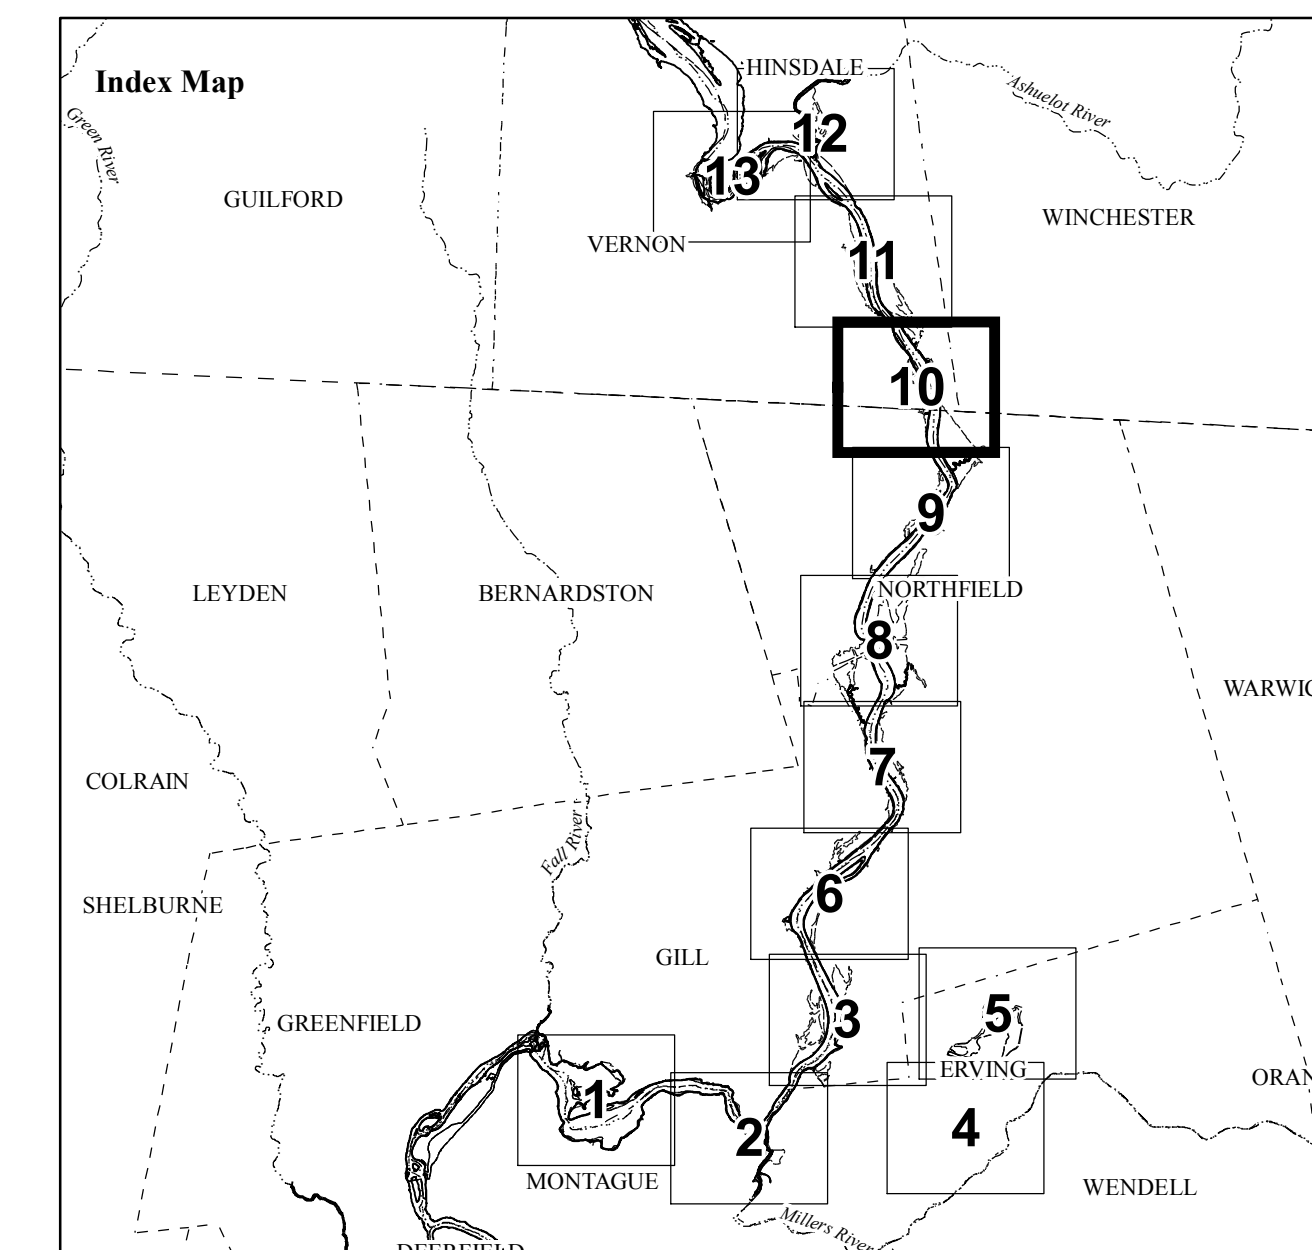 HINSDALE
Index Map
Ashuelot River
Green River
12
13
GUILFORD
WINCHESTER
VERNON
11
10
9
LEYDEN
BERNARDSTON
NORTHFIELD
8
WARWIC
7
COLRAIN
Fall River
6
SHELBURNE
GILL
3
5
GREENFIELD
ERVING
ORAN
1
4
2
MONTAGUE
WENDELL
Millers River
DEERFIELD